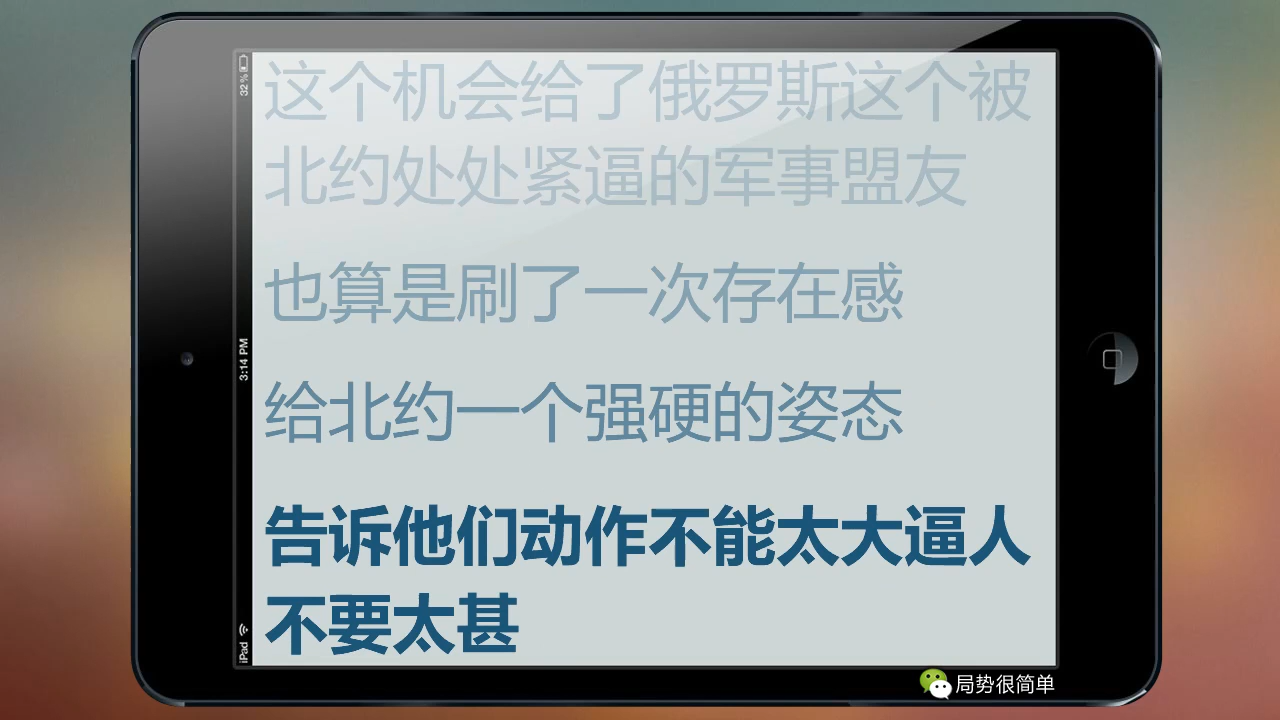 这个机会给了俄罗斯这个被
北约处处紧逼的军事盟友
也算是刷了一次存在感
给北约一个强硬的姿态
告诉他们动作不能太大逼人
不要太甚
32%
3:14 PM
iPad
局势很简单